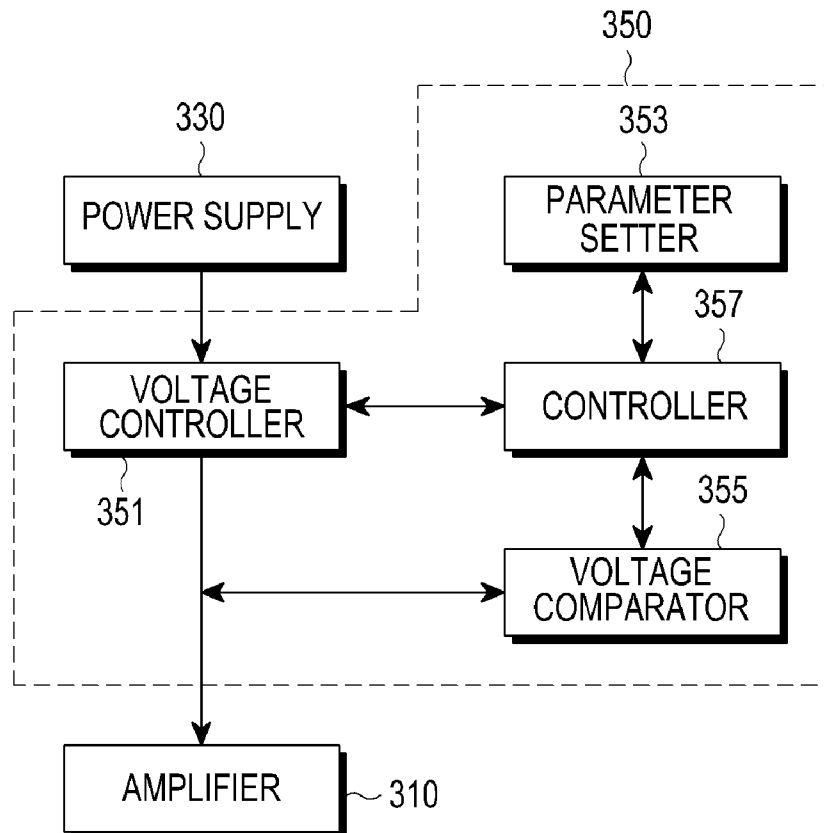 350
330
353
POWER SUPPLY
PARAMETER
SETTER
357
VOLTAGE
CONTROLLER
CONTROLLER
351
355
VOLTAGE
COMPARATOR
AMPLIFIER
310